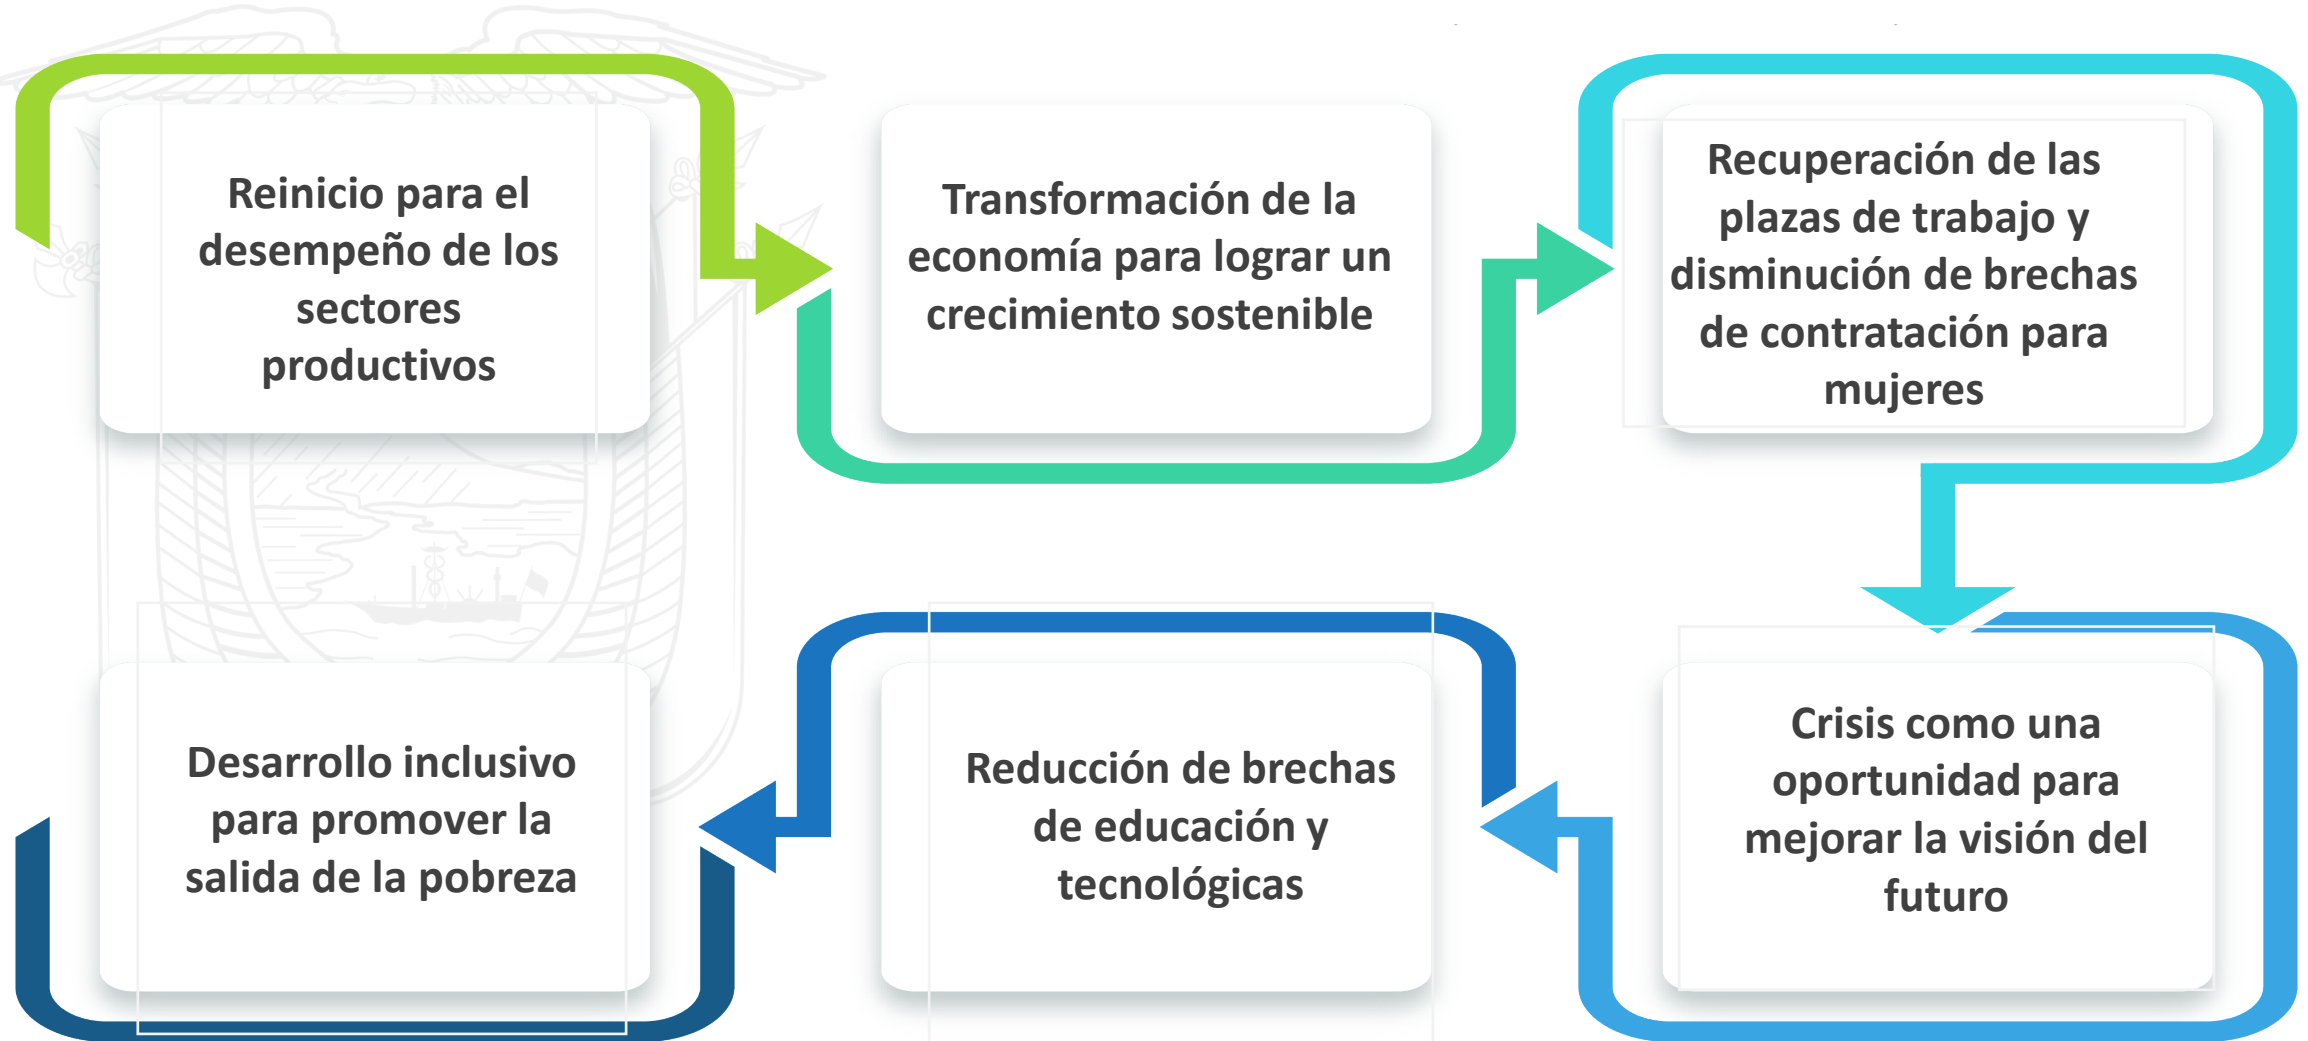 Reinicio para el
desempeño de los
sectores
productivos
Transformación de la
economía para lograr un
crecimiento sostenible
Recuperación de las
plazas de trabajo y
disminución de brechas
de contratación para
mujeres
Crisis como una
oportunidad para
mejorar la visión del
futuro
Reducción de brechas
de educación y
tecnológicas
Desarrollo inclusivo
para promover la
salida de la pobreza